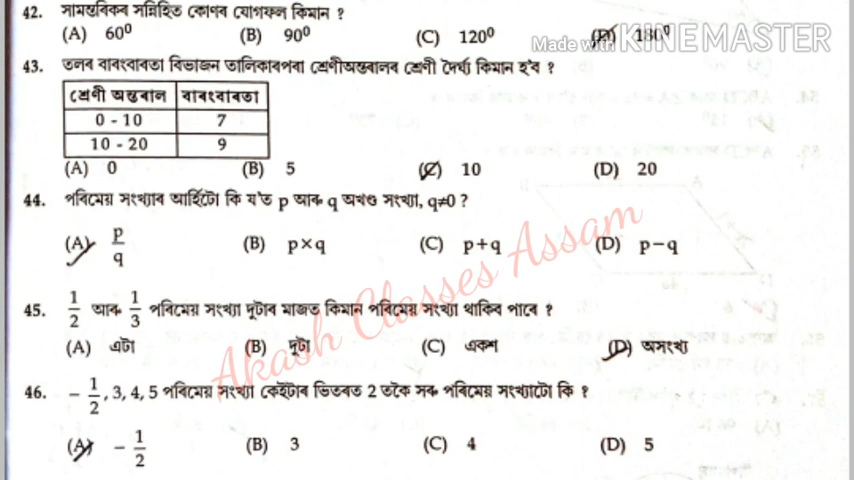 42. সামন্তৰিকৰ সন্নিহিত কোণৰ যোগফল কিমান ?
(A) 60⁰ (B) 90⁰ (C) 120⁰ (D) 180⁰
Made with KINEMASTER
43. তলৰ বাৰংবাৰতা বিভাজন তালিকাৰপৰা শ্ৰেণীঅন্তৰালৰ শ্ৰেণী দৈৰ্ঘ্য কিমান হ'ব ?
শ্ৰেণী অন্তৰাল বাৰংবাৰতা
0 - 10 7
10 - 20 9
(A) 0 (B) 5 (C) 10 (D) 20
44. পৰিমেয় সংখ্যাৰ আৰ্হিটো কি য'ত p আৰু q অখণ্ড সংখ্যা, q≠0 ?
(A) p/q (B) p×q (C) p+q (D) p−q
Akash Classes Assam
45. 1/2 আৰু 1/3 পৰিমেয় সংখ্যা দুটাৰ মাজত কিমান পৰিমেয় সংখ্যা থাকিব পাৰে ?
(A) এটা (B) দুটা (C) একশ (D) অসংখ্য
46. −1/2, 3, 4, 5 পৰিমেয় সংখ্যা কেইটাৰ ভিতৰত 2 তকৈ সৰু পৰিমেয় সংখ্যাটো কি ?
(A) −1/2 (B) 3 (C) 4 (D) 5